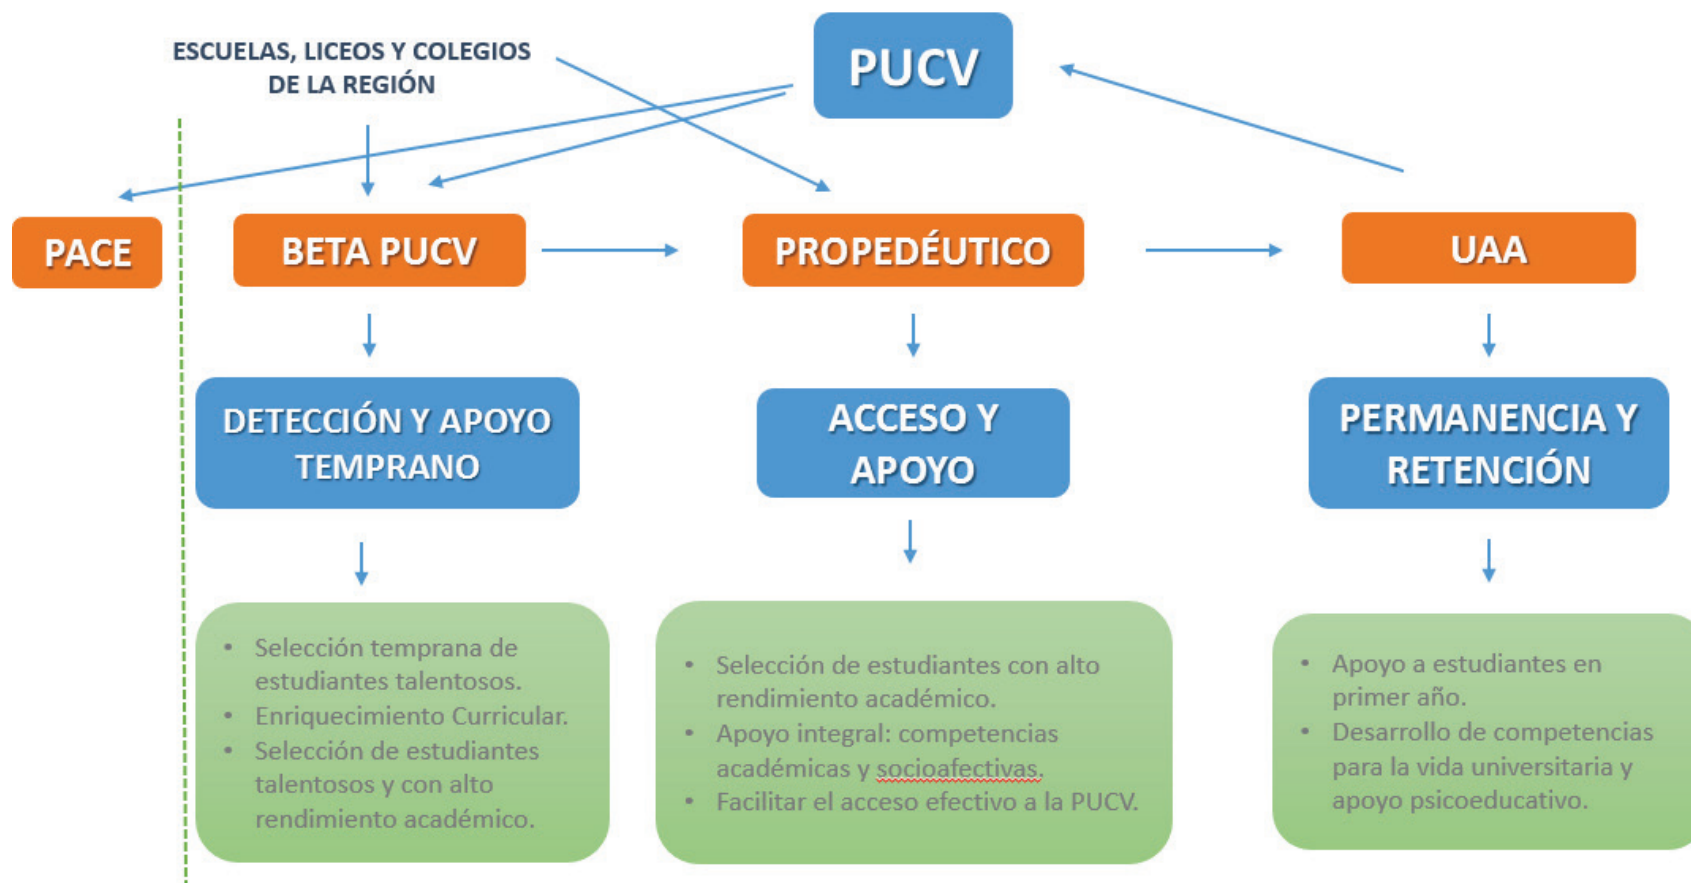 ESCUELAS, LICEOS Y COLEGIOS
DE LA REGIÓN
PUCV
PACE
BETA PUCV
PROPEDÉUTICO
UAA
DETECCIÓN Y APOYO
TEMPRANO
ACCESO Y
APOYO
PERMANENCIA Y
RETENCIÓN
• Selección temprana de
estudiantes talentosos.
• Enriquecimiento Curricular.
• Selección de estudiantes
talentosos y con alto
rendimiento académico.
• Selección de estudiantes con alto
rendimiento académico.
• Apoyo integral: competencias
académicas y socioafectivas.
• Facilitar el acceso efectivo a la PUCV.
• Apoyo a estudiantes en
primer año.
• Desarrollo de competencias
para la vida universitaria y
apoyo psicoeducativo.